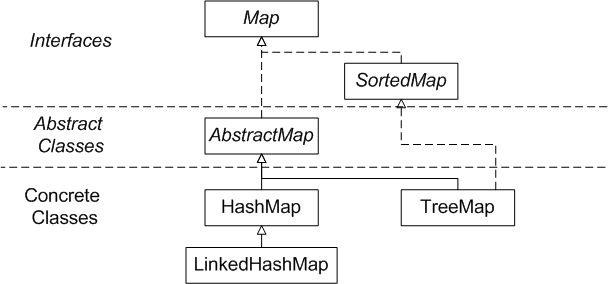 Map
Interfaces
SortedMap
Abstract
Classes
AbstractMap
Concrete
Classes
HashMap
TreeMap
LinkedHashMap